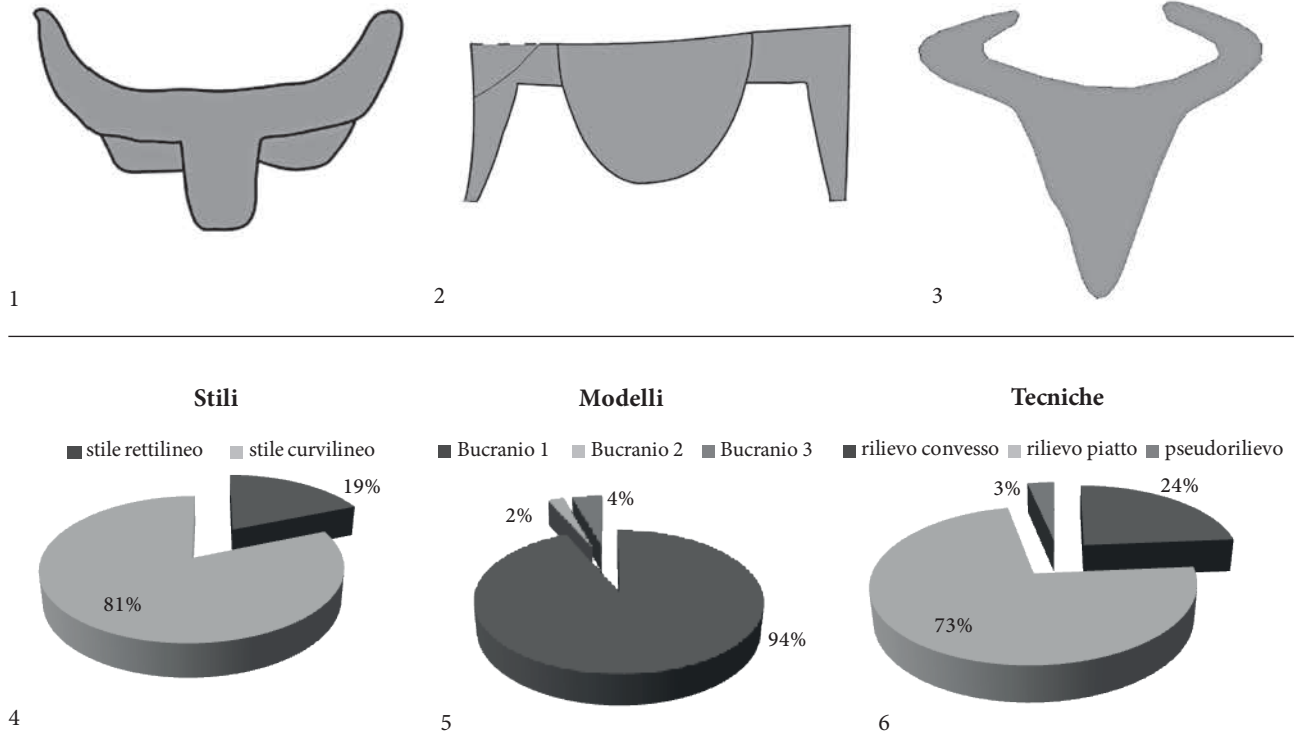 1
2
3
Stili
stile rettilineo stile curvilineo
19%
81%
4
Modelli
Bucranio 1 Bucranio 2 Bucranio 3
2%
4%
94%
5
Tecniche
rilievo convesso rilievo piatto pseudorilievo
3%
24%
73%
6